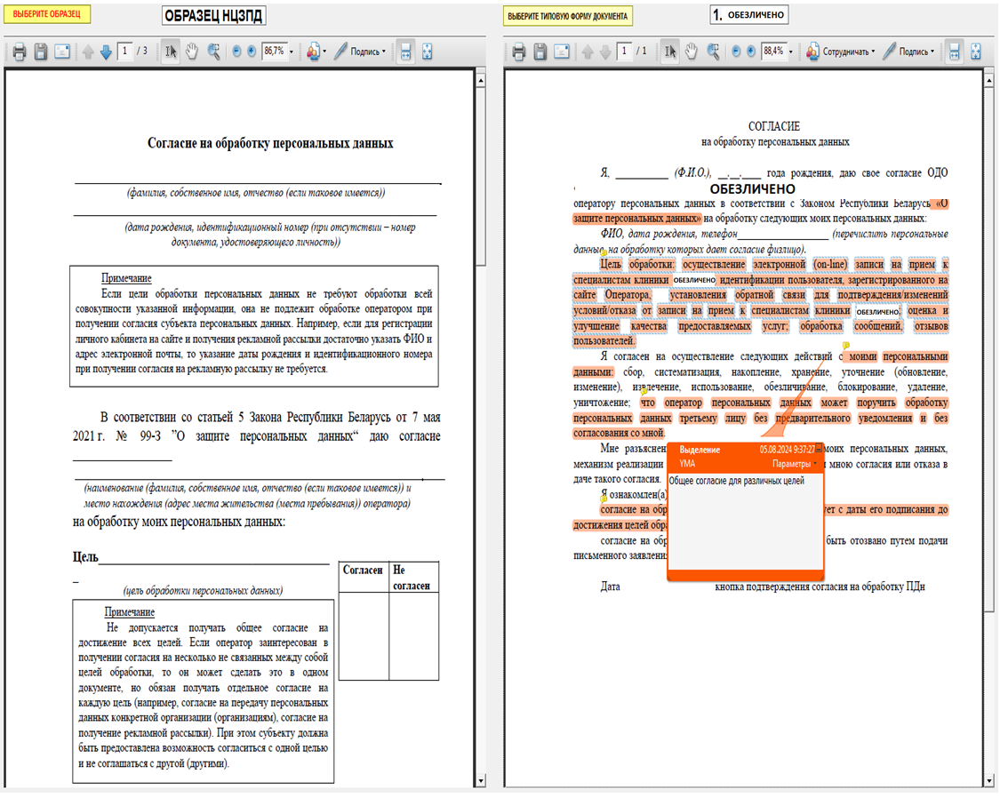 ВЫБЕРИТЕ ОБРАЗЕЦ
ОБРАЗЕЦ НЦЗПД
1 / 3
86,7%
Подпись
Согласие на обработку персональных данных
(фамилия, собственное имя, отчество (если таковое имеется))
(дата рождения, идентификационный номер (при отсутствии – номер
документа, удостоверяющего личность))
Примечание
Если цели обработки персональных данных не требуют обработки всей
совокупности указанной информации, она не подлежит обработке оператором при
получении согласия субъекта персональных данных. Например, если для регистрации
личного кабинета на сайте и получения рекламной рассылки достаточно указать ФИО и
адрес электронной почты, то указание даты рождения и идентификационного номера
при получении согласия на рекламную рассылку не требуется.
В соответствии со статьей 5 Закона Республики Беларусь от 7 мая
2021 г. № 99-З ”О защите персональных данных“ даю согласие
(наименование (фамилия, собственное имя, отчество (если таковое имеется)) и
место нахождения (адрес места жительства (места пребывания)) оператора)
на обработку моих персональных данных:
Цель
(цель обработки персональных данных)
Согласен
Не
согласен
Примечание
Не допускается получать общее согласие на
достижение всех целей. Если оператор заинтересован в
получении согласия на несколько не связанных между собой
целей обработки, то он может сделать это в одном
документе, но обязан получать отдельное согласие на
каждую цель (например, согласие на передачу персональных
данных конкретной организации (организациям), согласие на
получение рекламной рассылки). При этом субъекту должна
быть предоставлена возможность согласиться с одной целью
и не соглашаться с другой (другими).
ВЫБЕРИТЕ ТИПОВУЮ ФОРМУ ДОКУМЕНТА
1. ОБЕЗЛИЧЕНО
1 / 1
88,4%
Сотрудничать
Подпись
СОГЛАСИЕ
на обработку персональных данных
Я, __________ (Ф.И.О.), __.__.____ года рождения, даю свое согласие ОДО
ОБЕЗЛИЧЕНО
оператору персональных данных в соответствии с Законом Республики Беларусь «О
защите персональных данных» на обработку следующих моих персональных данных:
ФИО, дата рождения, телефон_________________ (перечислить персональные
данные, на обработку которых дает согласие физлицо).
Цель обработки: осуществление электронной (on-line) записи на прием к
специалистам клиники ОБЕЗЛИЧЕНО идентификации пользователя, зарегистрированного на
сайте Оператора, установления обратной связи для подтверждения/изменений
условий/отказа от записи на прием к специалистам клиники ОБЕЗЛИЧЕНО; оценка и
улучшение качества предоставляемых услуг; обработка сообщений, отзывов
пользователей.
Я согласен на осуществление следующих действий с моими персональными
данными: сбор, систематизация, накопление, хранение, уточнение (обновление,
изменение), извлечение, использование, обезличивание, блокирование, удаление,
уничтожение; что оператор персональных данных может поручить обработку
персональных данных третьему лицу без предварительного уведомления и без
согласования со мной.
Мне разъяснен моих персональных данных,
механизм реализации мною согласия или отказа в
даче такого согласия.
Я ознакомлен(а)
согласие на обр ует с даты его подписания до
достижения целей обра
согласие на обр быть отозвано путем подачи
письменного заявления
Выделение 05.08.2024 9:37:27
YMA Параметры
Общее согласие для различных целей
Дата кнопка подтверждения согласия на обработку ПДн